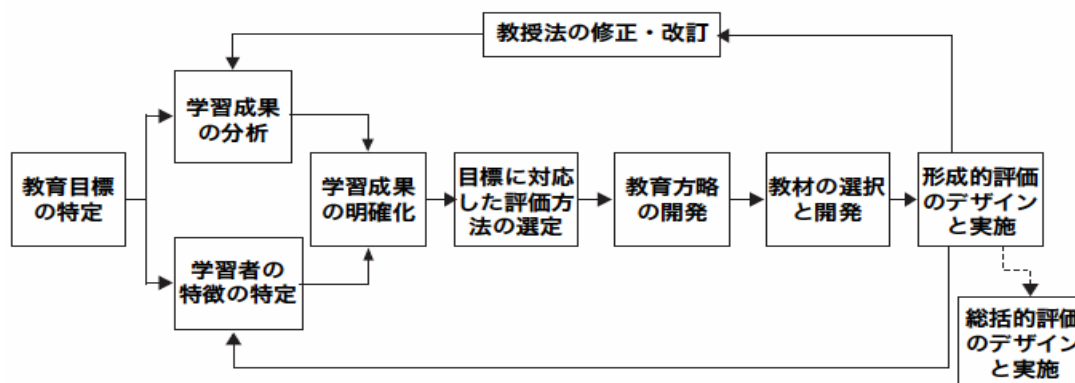 教授法の修正・改訂
学習成果
の分析
教育目標
の特定
学習成果
の明確化
目標に対応
した評価方
法の選定
教育方略
の開発
教材の選択
と開発
形成的評価
のデザイン
と実施
学習者の
特徴の特定
総括的評価
のデザイン
と実施